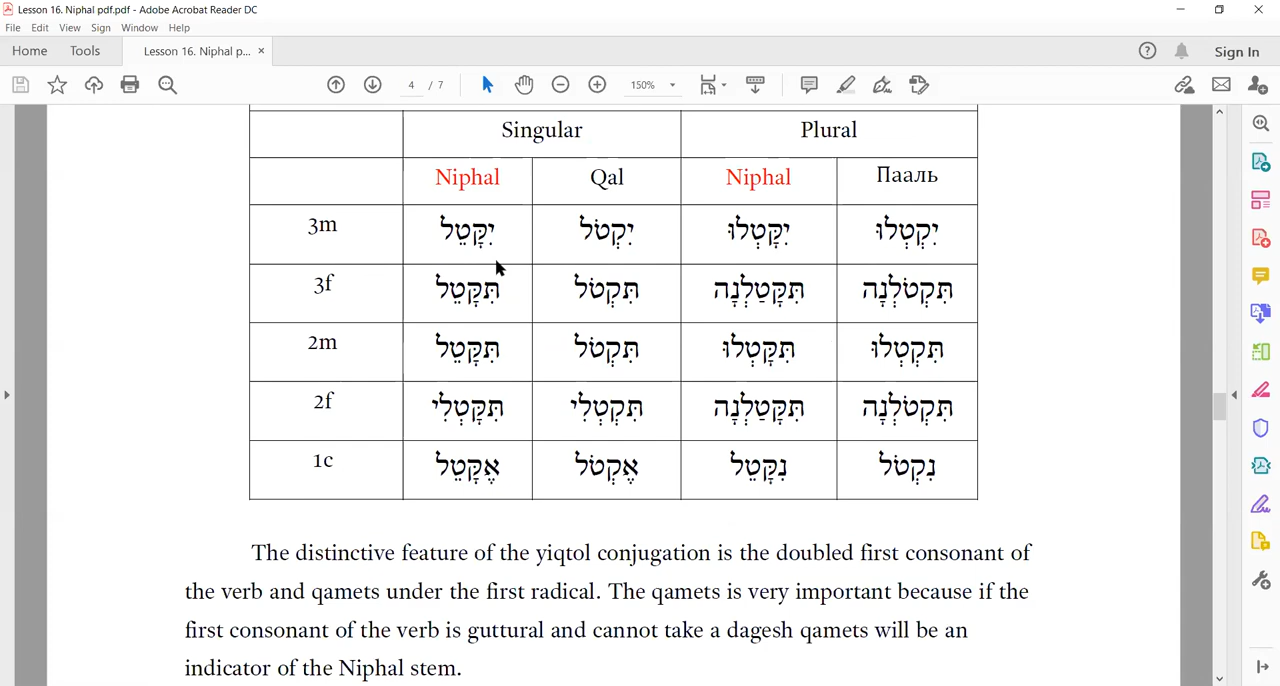 Lesson 16. Niphal pdf.pdf - Adobe Acrobat Reader DC
File Edit View Sign Window Help
Home Tools Lesson 16. Niphal p... × Sign In
4 / 7 150%
Singular Plural
Niphal Qal Niphal Пааль
3m יִקָּטֵל יִקְטֹל יִקָּטְלוּ יִקְטְלוּ
3f תִּקָּטֵל תִּקְטֹל תִּקָּטַלְנָה תִּקְטֹלְנָה
2m תִּקָּטֵל תִּקְטֹל תִּקָּטְלוּ תִּקְטְלוּ
2f תִּקָּטְלִי תִּקְטְלִי תִּקָּטַלְנָה תִּקְטֹלְנָה
1c אֶקָּטֵל אֶקְטֹל נִקָּטֵל נִקְטֹל
The distinctive feature of the yiqtol conjugation is the doubled first consonant of
the verb and qamets under the first radical. The qamets is very important because if the
first consonant of the verb is guttural and cannot take a dagesh qamets will be an
indicator of the Niphal stem.